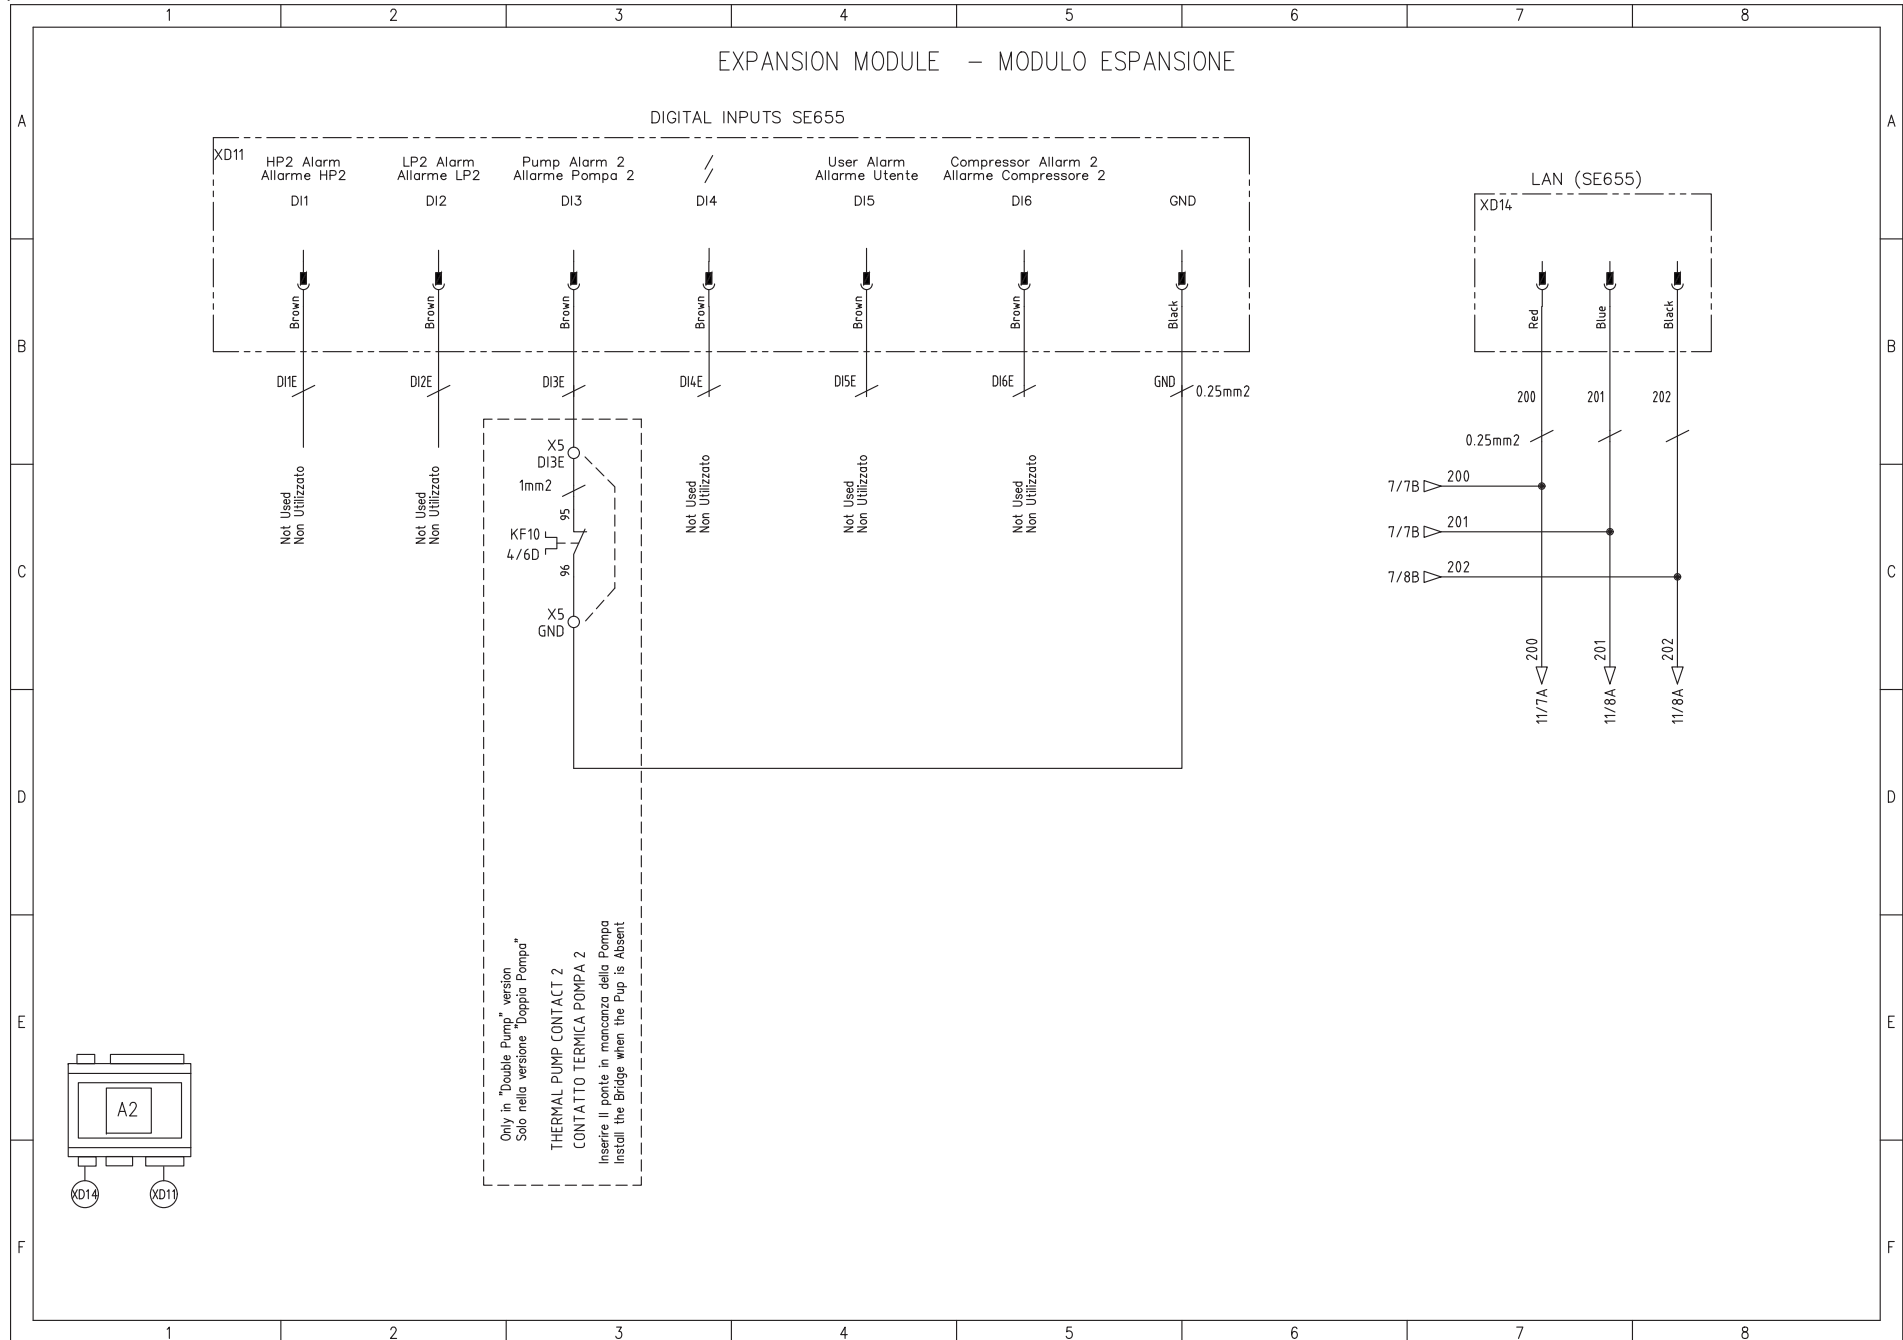 1 2 3 4 5 6 7 8
EXPANSION MODULE – MODULO ESPANSIONE
A
A
DIGITAL INPUTS SE655
XD11
HP2 Alarm
Allarme HP2
DI1
LP2 Alarm
Allarme LP2
DI2
Pump Alarm 2
Allarme Pompa 2
DI3
/
/
DI4
User Alarm
Allarme Utente
DI5
Compressor Allarm 2
Allarme Compressore 2
DI6
GND
LAN (SE655)
XD14
Brown
Brown
Brown
Brown
Brown
Brown
Black
Red
Blue
Black
B
B
DI1E
DI2E
DI3E
DI4E
DI5E
DI6E
GND
0.25mm2
200
201
202
0.25mm2
Not Used
Non Utilizzato
Not Used
Non Utilizzato
X5
DI3E
1mm2
95
KF10
4/6D
96
X5
GND
Not Used
Non Utilizzato
Not Used
Non Utilizzato
Not Used
Non Utilizzato
7/7B
200
7/7B
201
7/8B
202
C
C
200
201
202
11/7A
11/8A
11/8A
D
D
Only in "Double Pump" version
Solo nella versione "Doppia Pompa"
THERMAL PUMP CONTACT 2
CONTATTO TERMICA POMPA 2
Inserire Il ponte in mancanza della Pompa
Install the Bridge when the Pup is Absent
E
E
A2
XD14
XD11
F
F
1 2 3 4 5 6 7 8